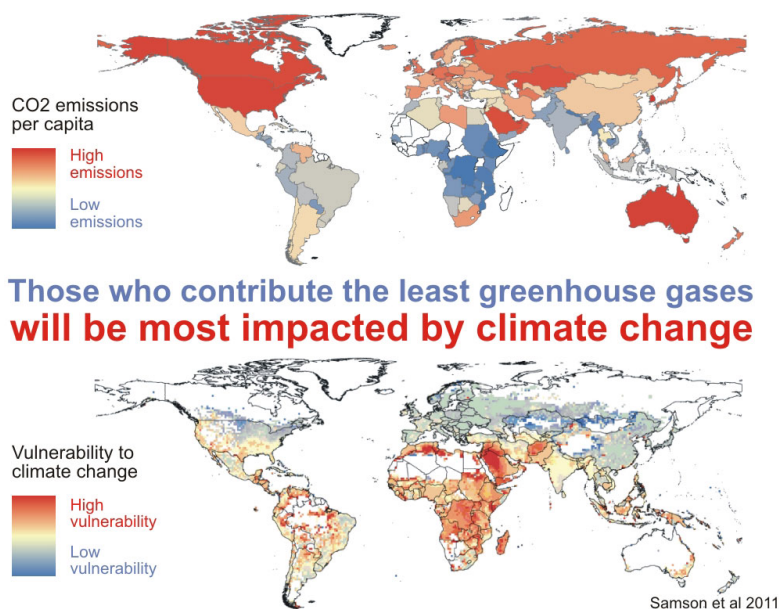 CO2 emissions
per capita
High
emissions
Low
emissions
Those who contribute the least greenhouse gases
will be most impacted by climate change
Vulnerability to
climate change
High
vulnerability
Low
vulnerability
Samson et al 2011